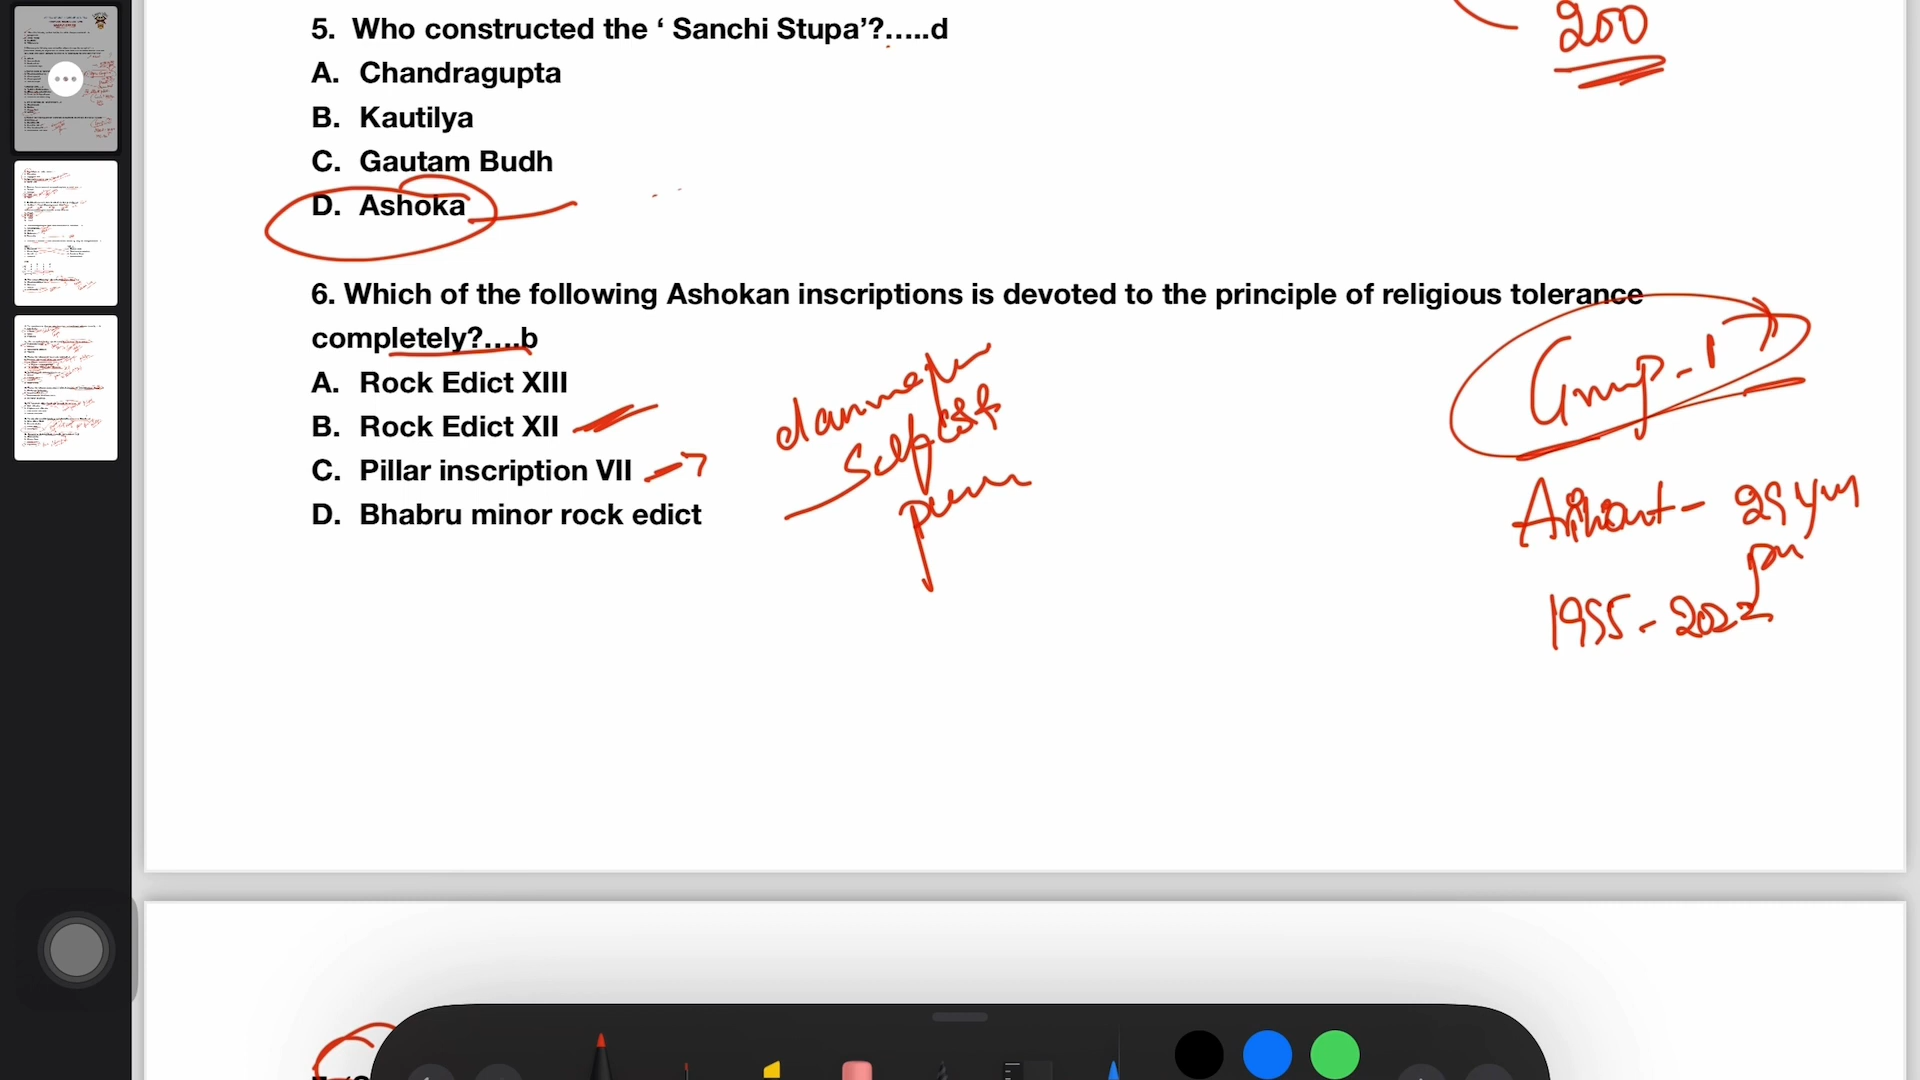 5. Who constructed the ‘ Sanchi Stupa’?.....d
A. Chandragupta
B. Kautilya
C. Gautam Budh
D. Ashoka
200
6. Which of the following Ashokan inscriptions is devoted to the principle of religious tolerance
completely?....b
A. Rock Edict XIII
B. Rock Edict XII
C. Pillar inscription VII
D. Bhabru minor rock edict
Group-1
1955-2022